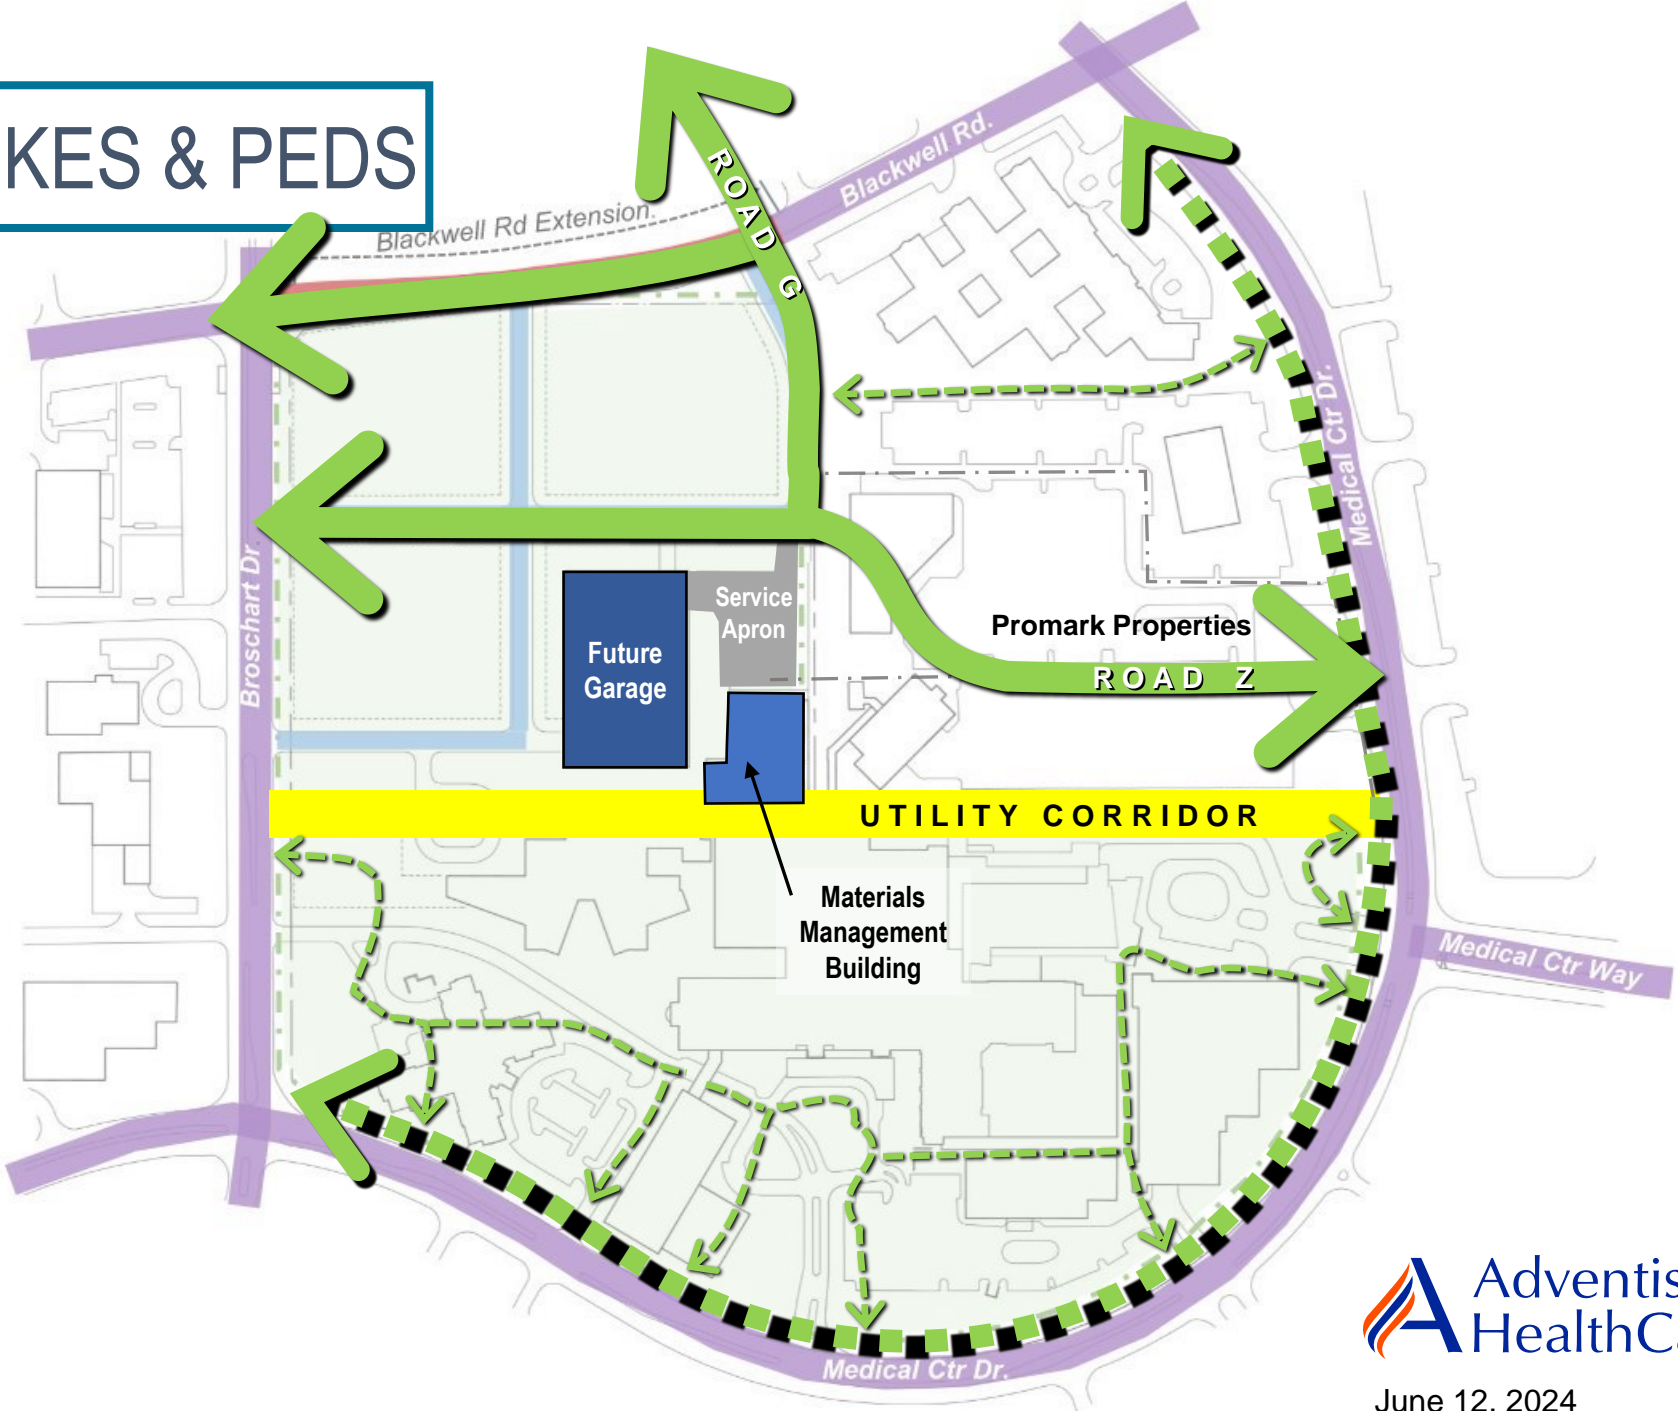 KES & PEDS
Blackwell Rd.
Blackwell Rd Extension.
ROAD G
Medical Ctr Dr.
Broschart Dr.
Service
Apron
Future
Garage
Promark Properties
ROAD Z
UTILITY CORRIDOR
Materials
Management
Building
Medical Ctr Way
Medical Ctr Dr.
Adventis
HealthCa
June 12, 2024